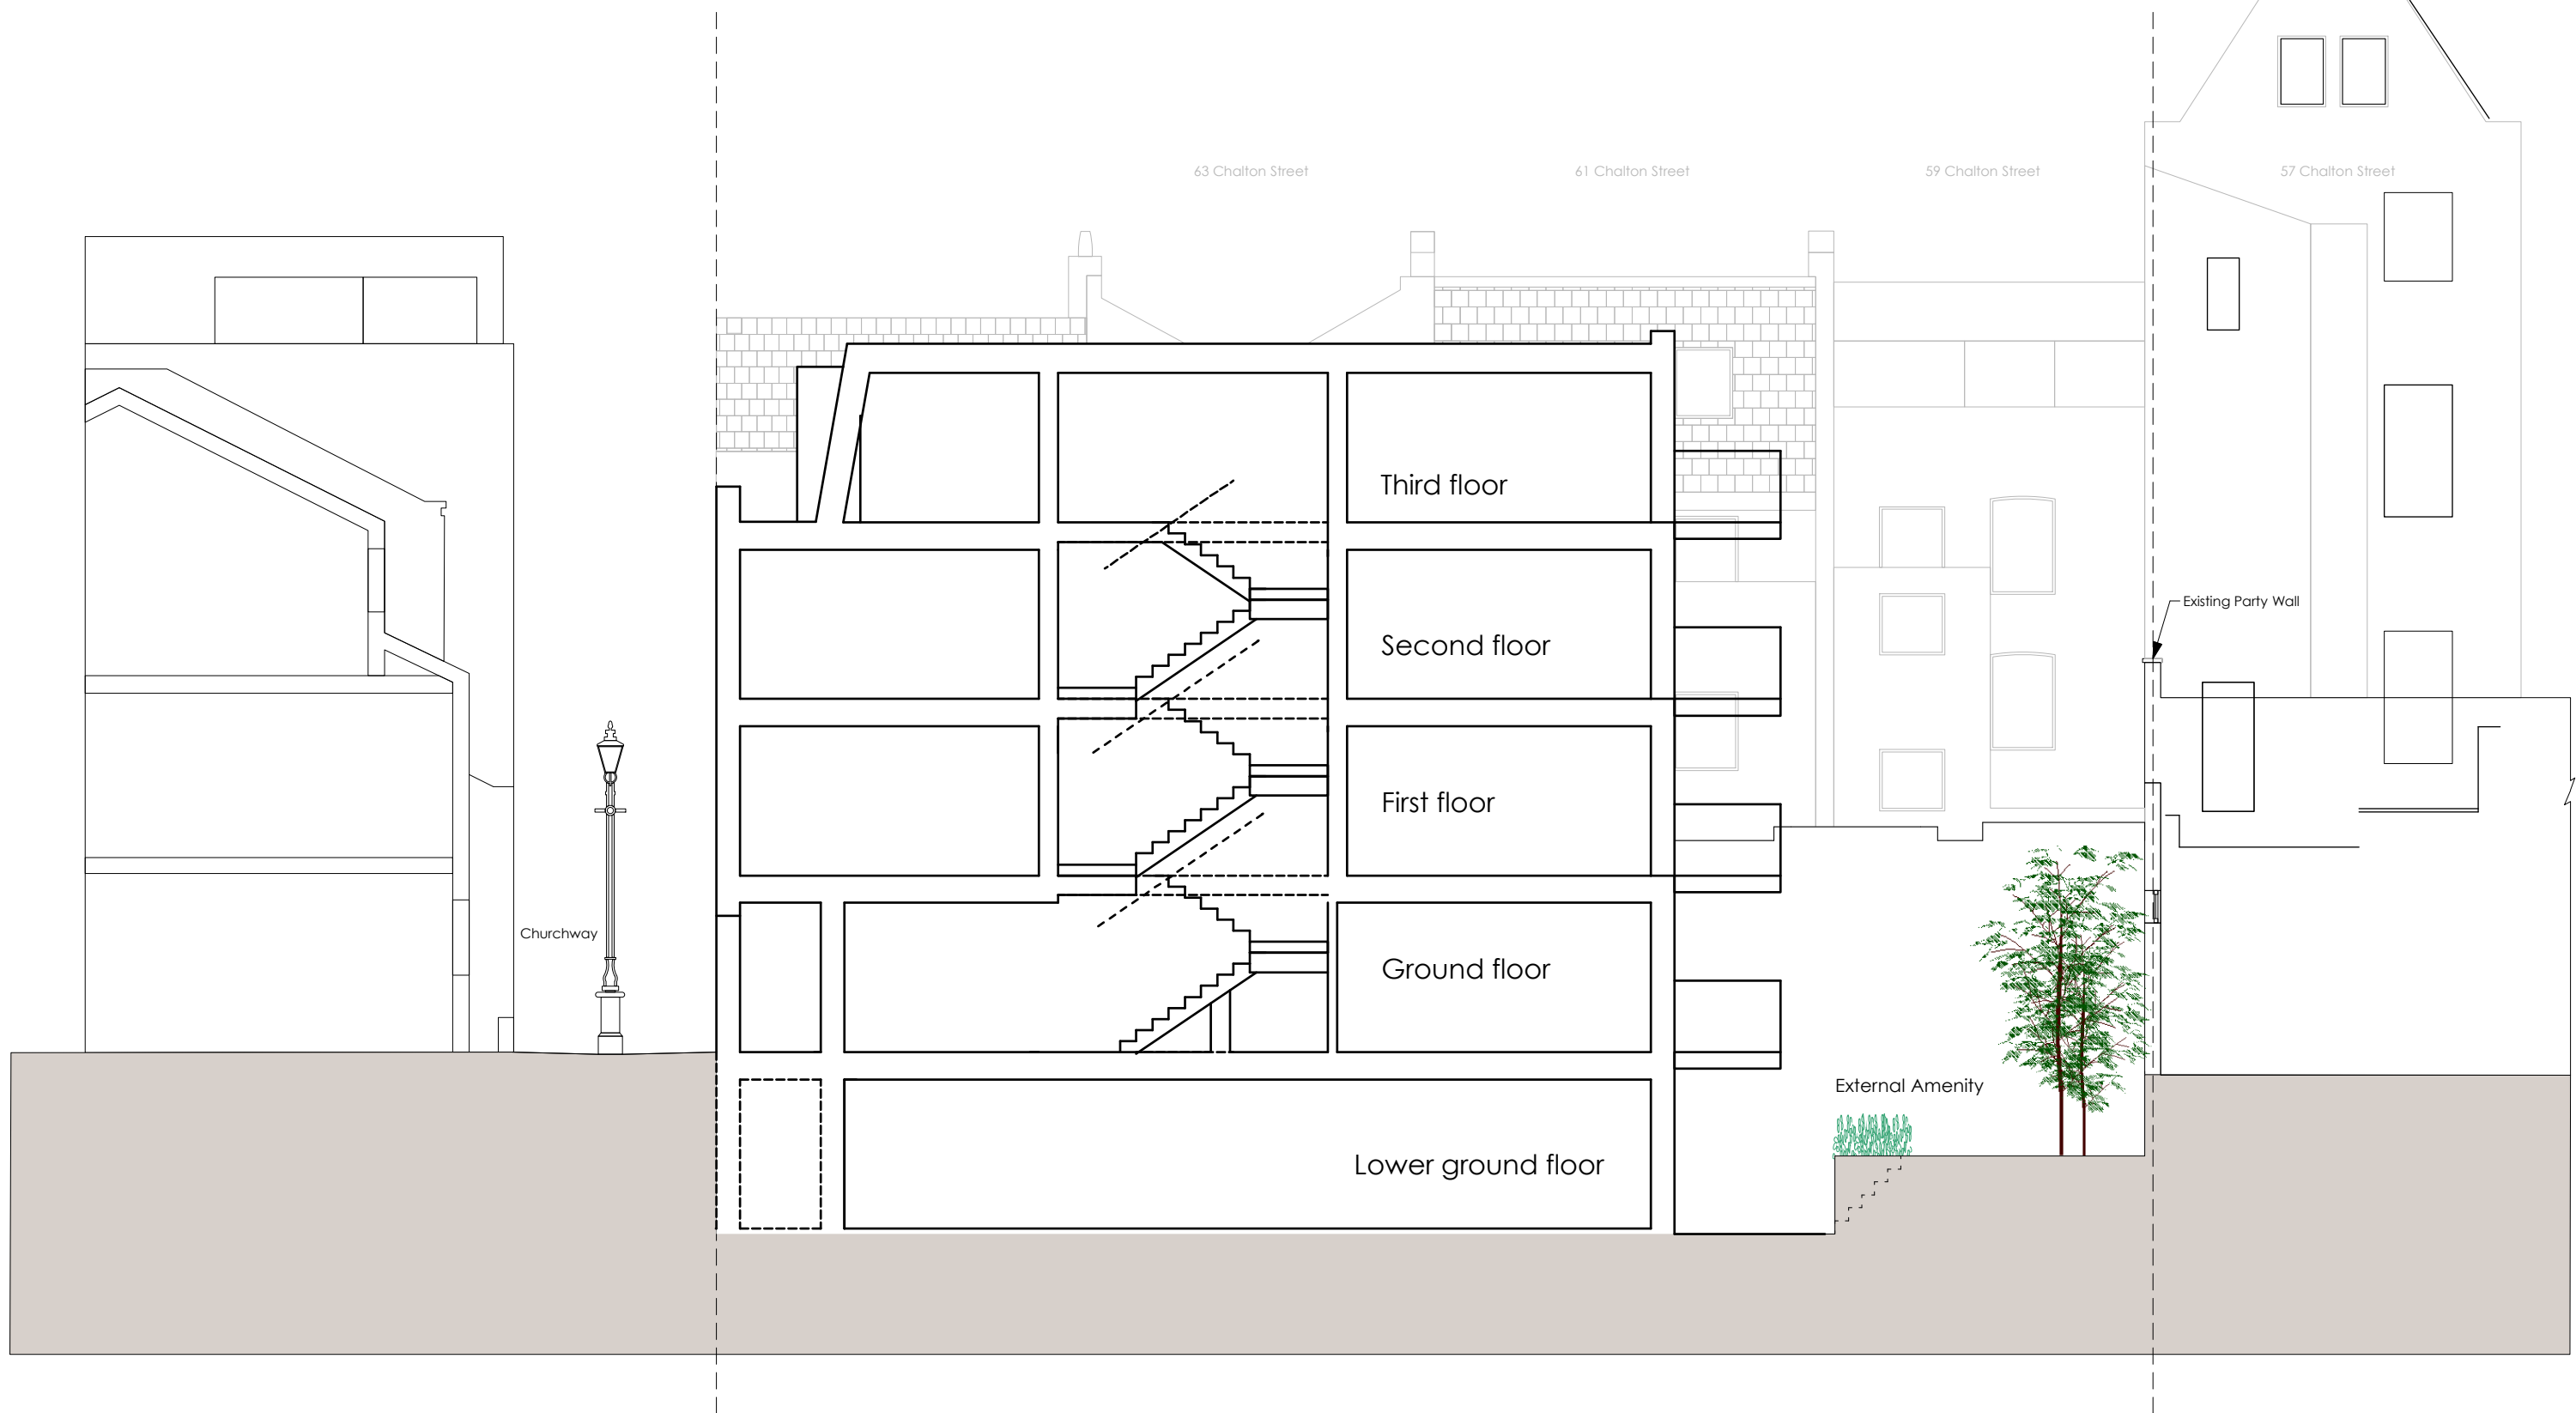 63 Chalton Street
61 Chalton Street
59 Chalton Street
57 Chalton Street
Third floor
Existing Party Wall
Second floor
First floor
Churchway
Ground floor
External Amenity
Lower ground floor